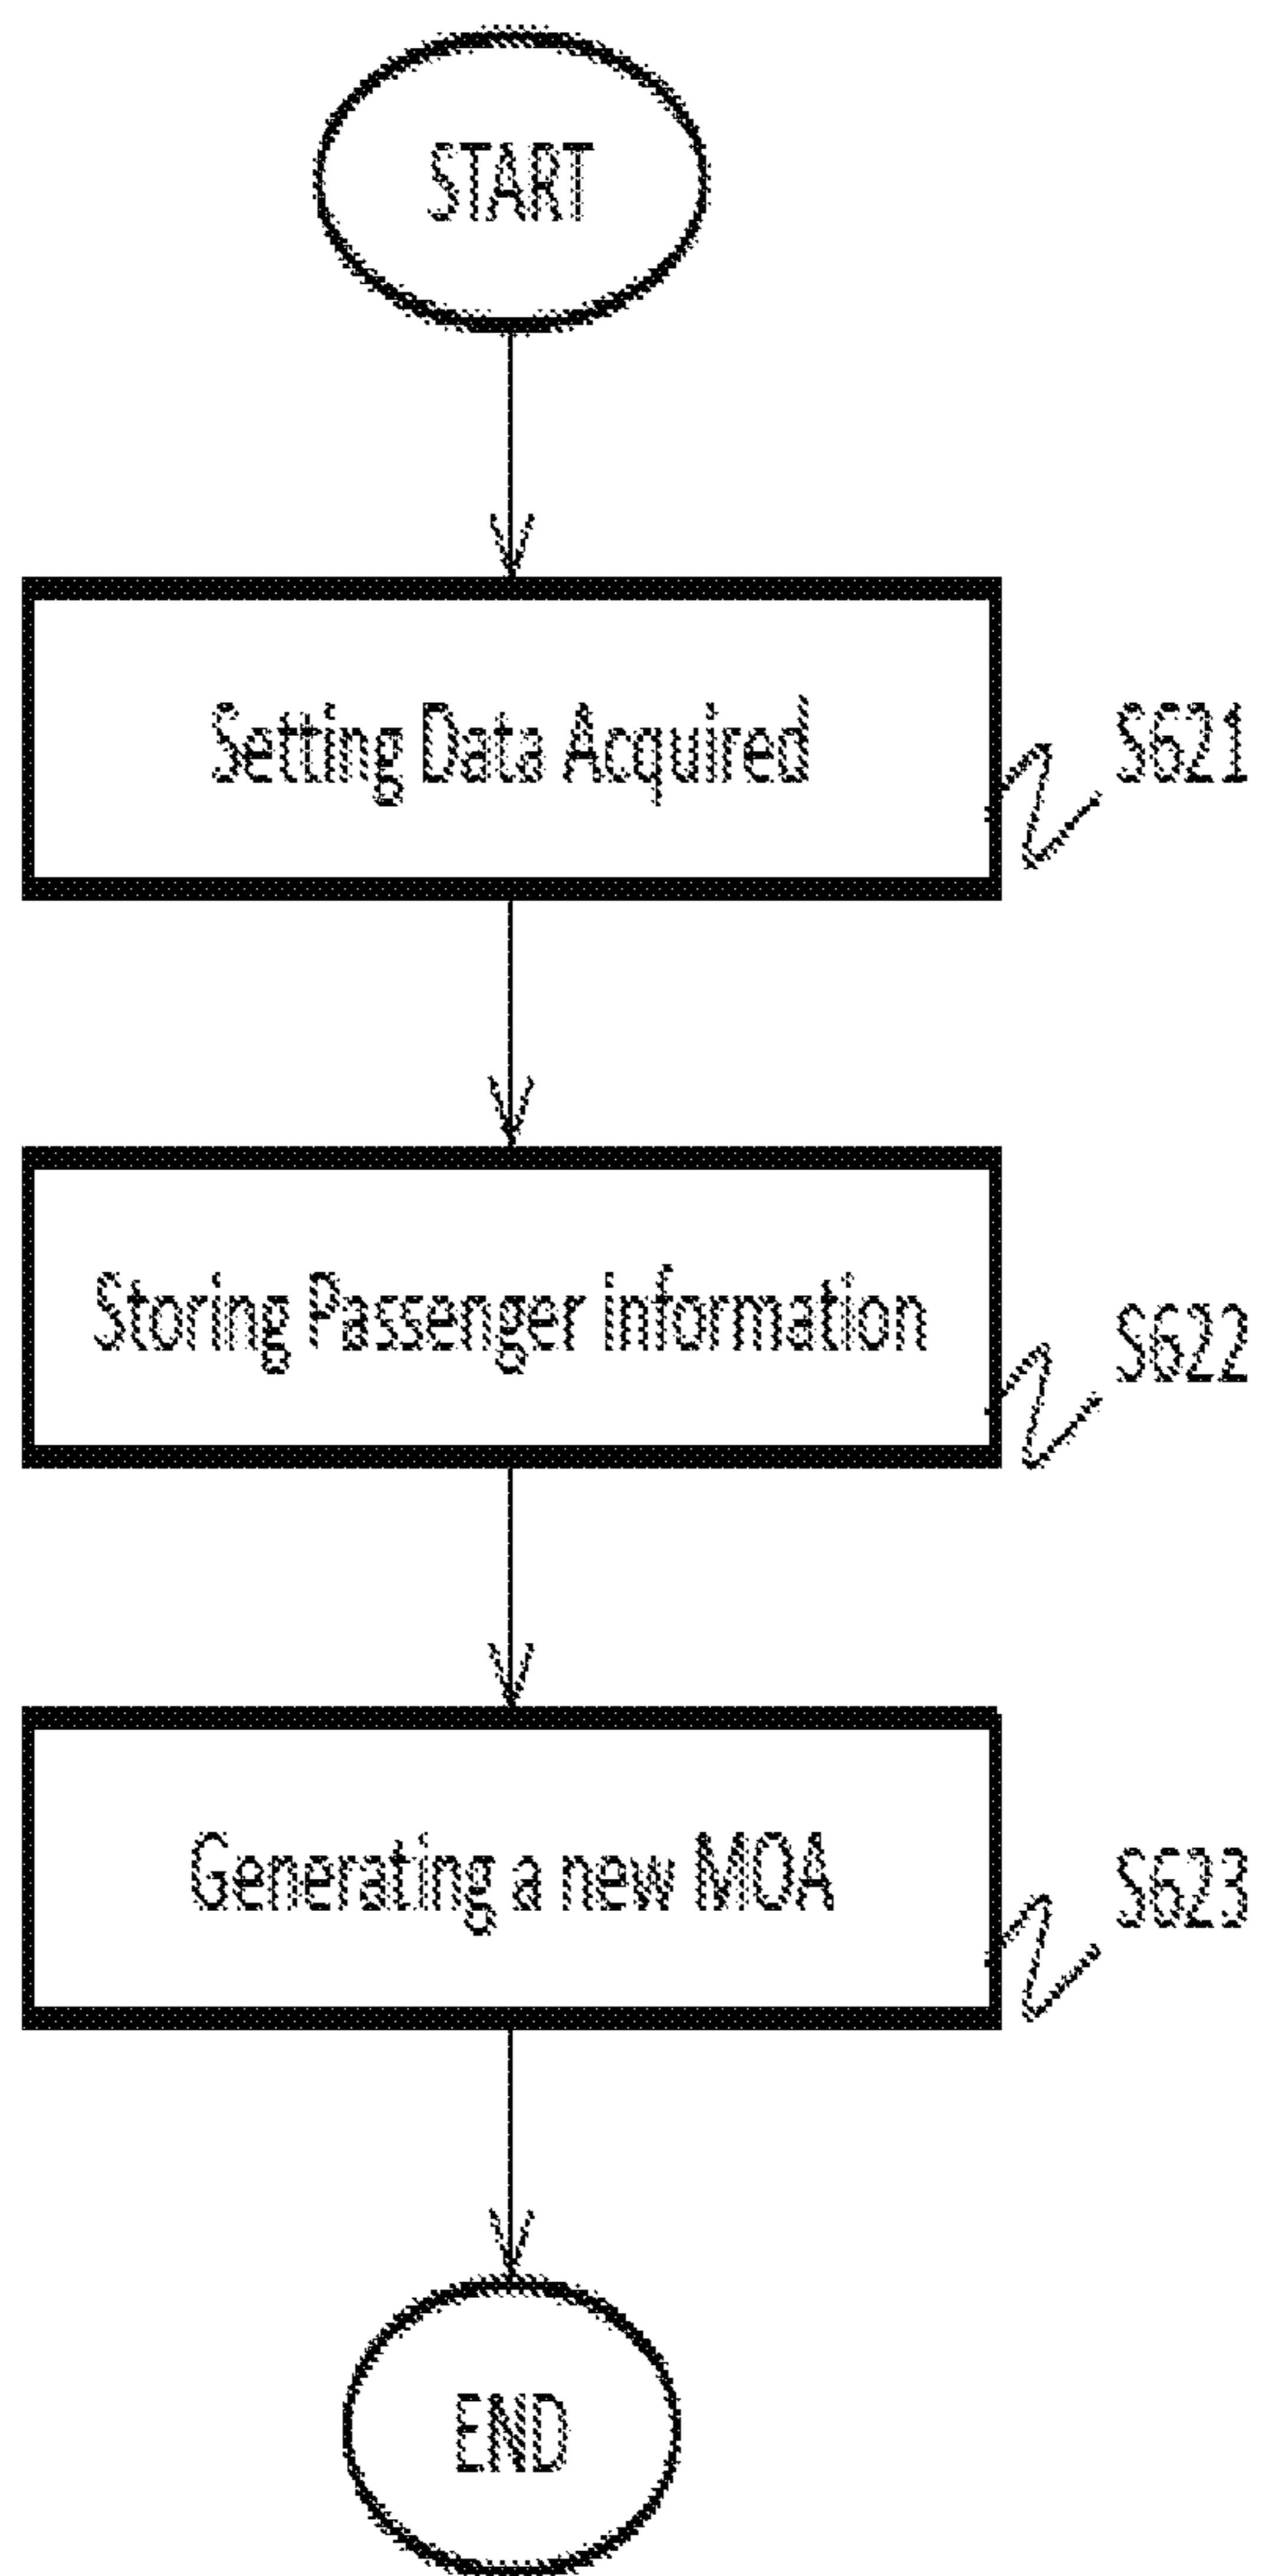 START
Setting Data Acquired
S621
Storing Passenger information
S622
Generating a new MOA
S623
END